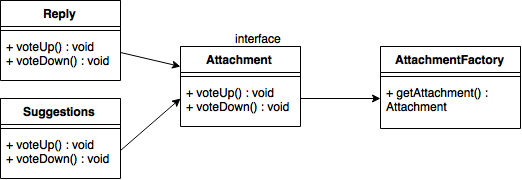 Reply
+ voteUp() : void
+ voteDown() : void
Suggestions
+ voteUp() : void
+ voteDown() : void
interface
Attachment
+ voteUp() : void
+ voteDown() : void
AttachmentFactory
+ getAttachment() :
Attachment